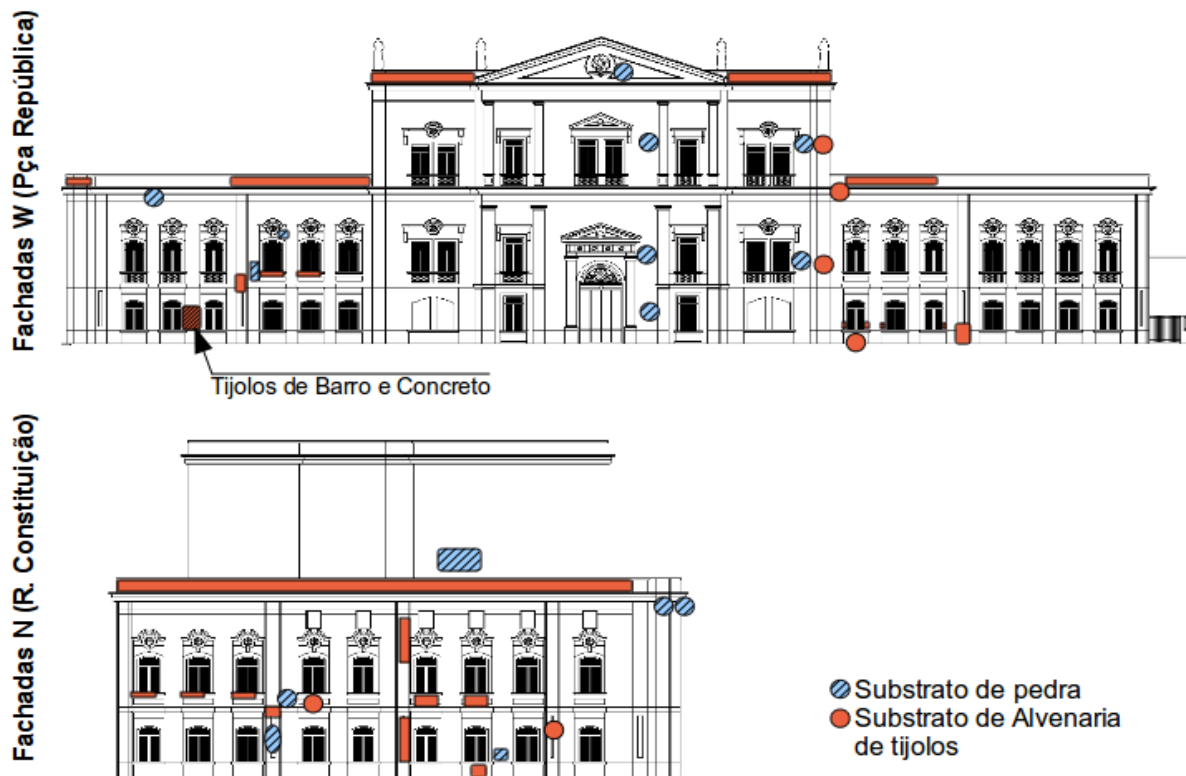 Fachadas W (Pça República)
Tijolos de Barro e Concreto
Fachadas N (R. Constituição)
Substrato de pedra
Substrato de Alvenaria
de tijolos